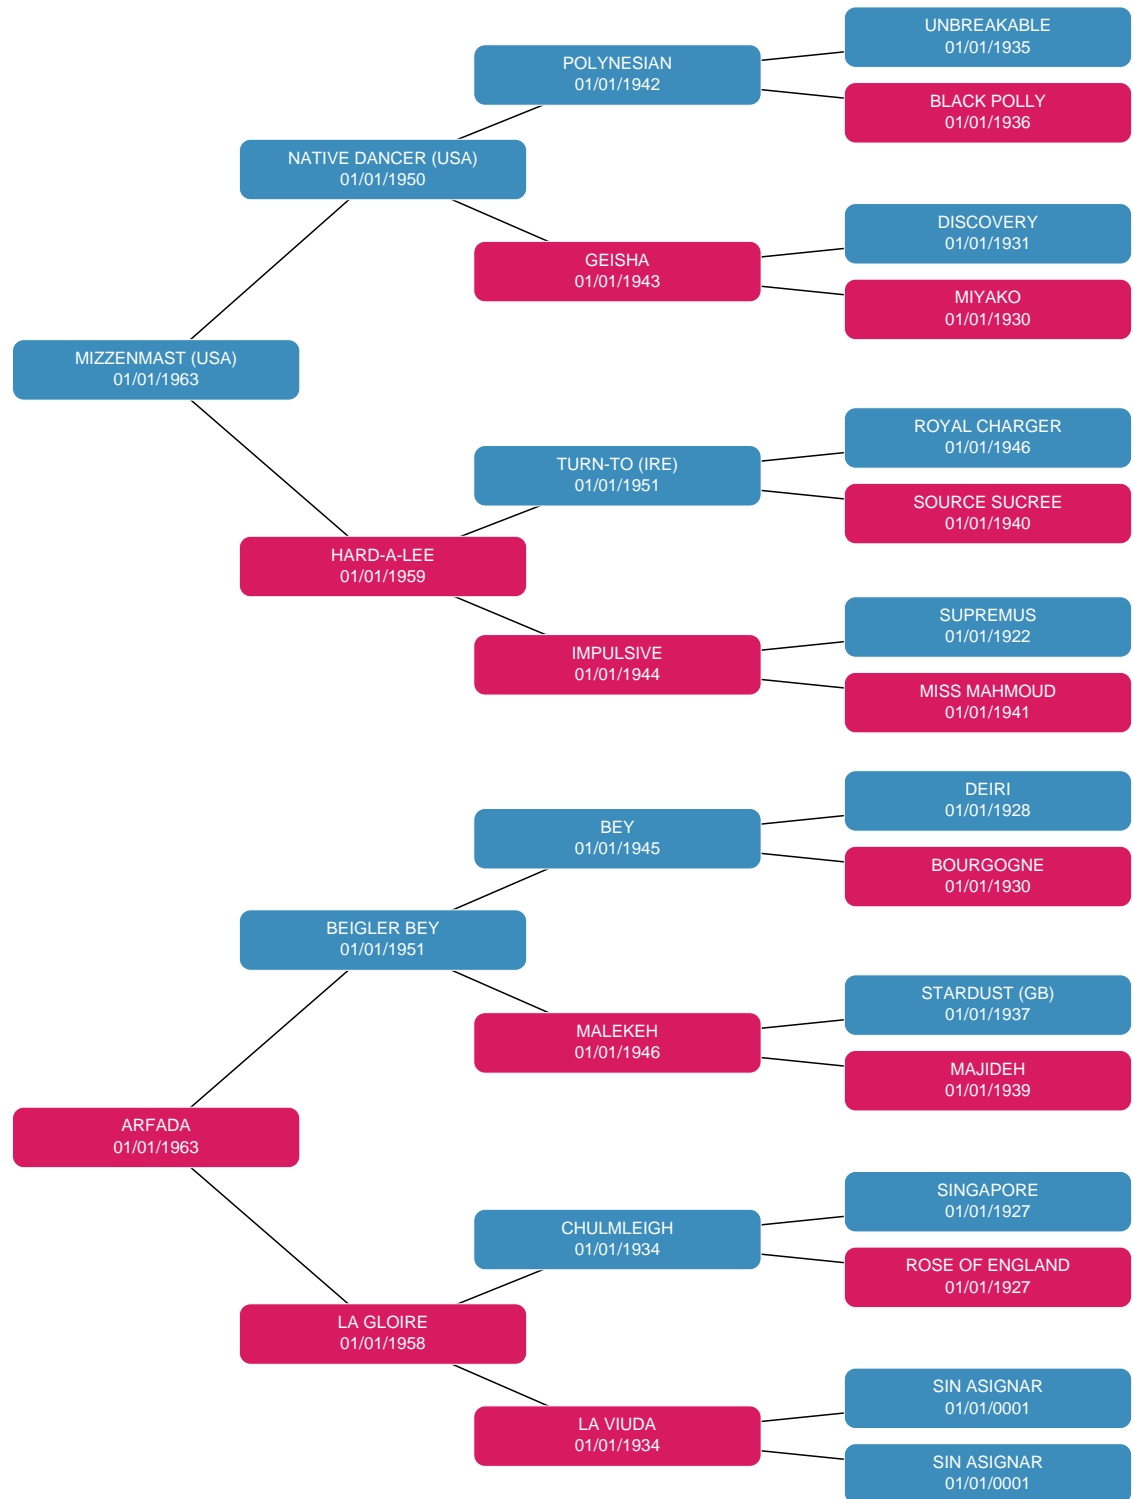 UNBREAKABLE
01/01/1935
POLYNESIAN
01/01/1942
BLACK POLLY
01/01/1936
NATIVE DANCER (USA)
01/01/1950
DISCOVERY
01/01/1931
GEISHA
01/01/1943
MIYAKO
01/01/1930
MIZZENMAST (USA)
01/01/1963
ROYAL CHARGER
01/01/1946
TURN-TO (IRE)
01/01/1951
SOURCE SUCREE
01/01/1940
HARD-A-LEE
01/01/1959
SUPREMUS
01/01/1922
IMPULSIVE
01/01/1944
MISS MAHMOUD
01/01/1941
DEIRI
01/01/1928
BEY
01/01/1945
BOURGOGNE
01/01/1930
BEIGLER BEY
01/01/1951
STARDUST (GB)
01/01/1937
MALEKEH
01/01/1946
MAJIDEH
01/01/1939
ARFADA
01/01/1963
SINGAPORE
01/01/1927
CHULMLEIGH
01/01/1934
ROSE OF ENGLAND
01/01/1927
LA GLOIRE
01/01/1958
SIN ASIGNAR
01/01/0001
LA VIUDA
01/01/1934
SIN ASIGNAR
01/01/0001